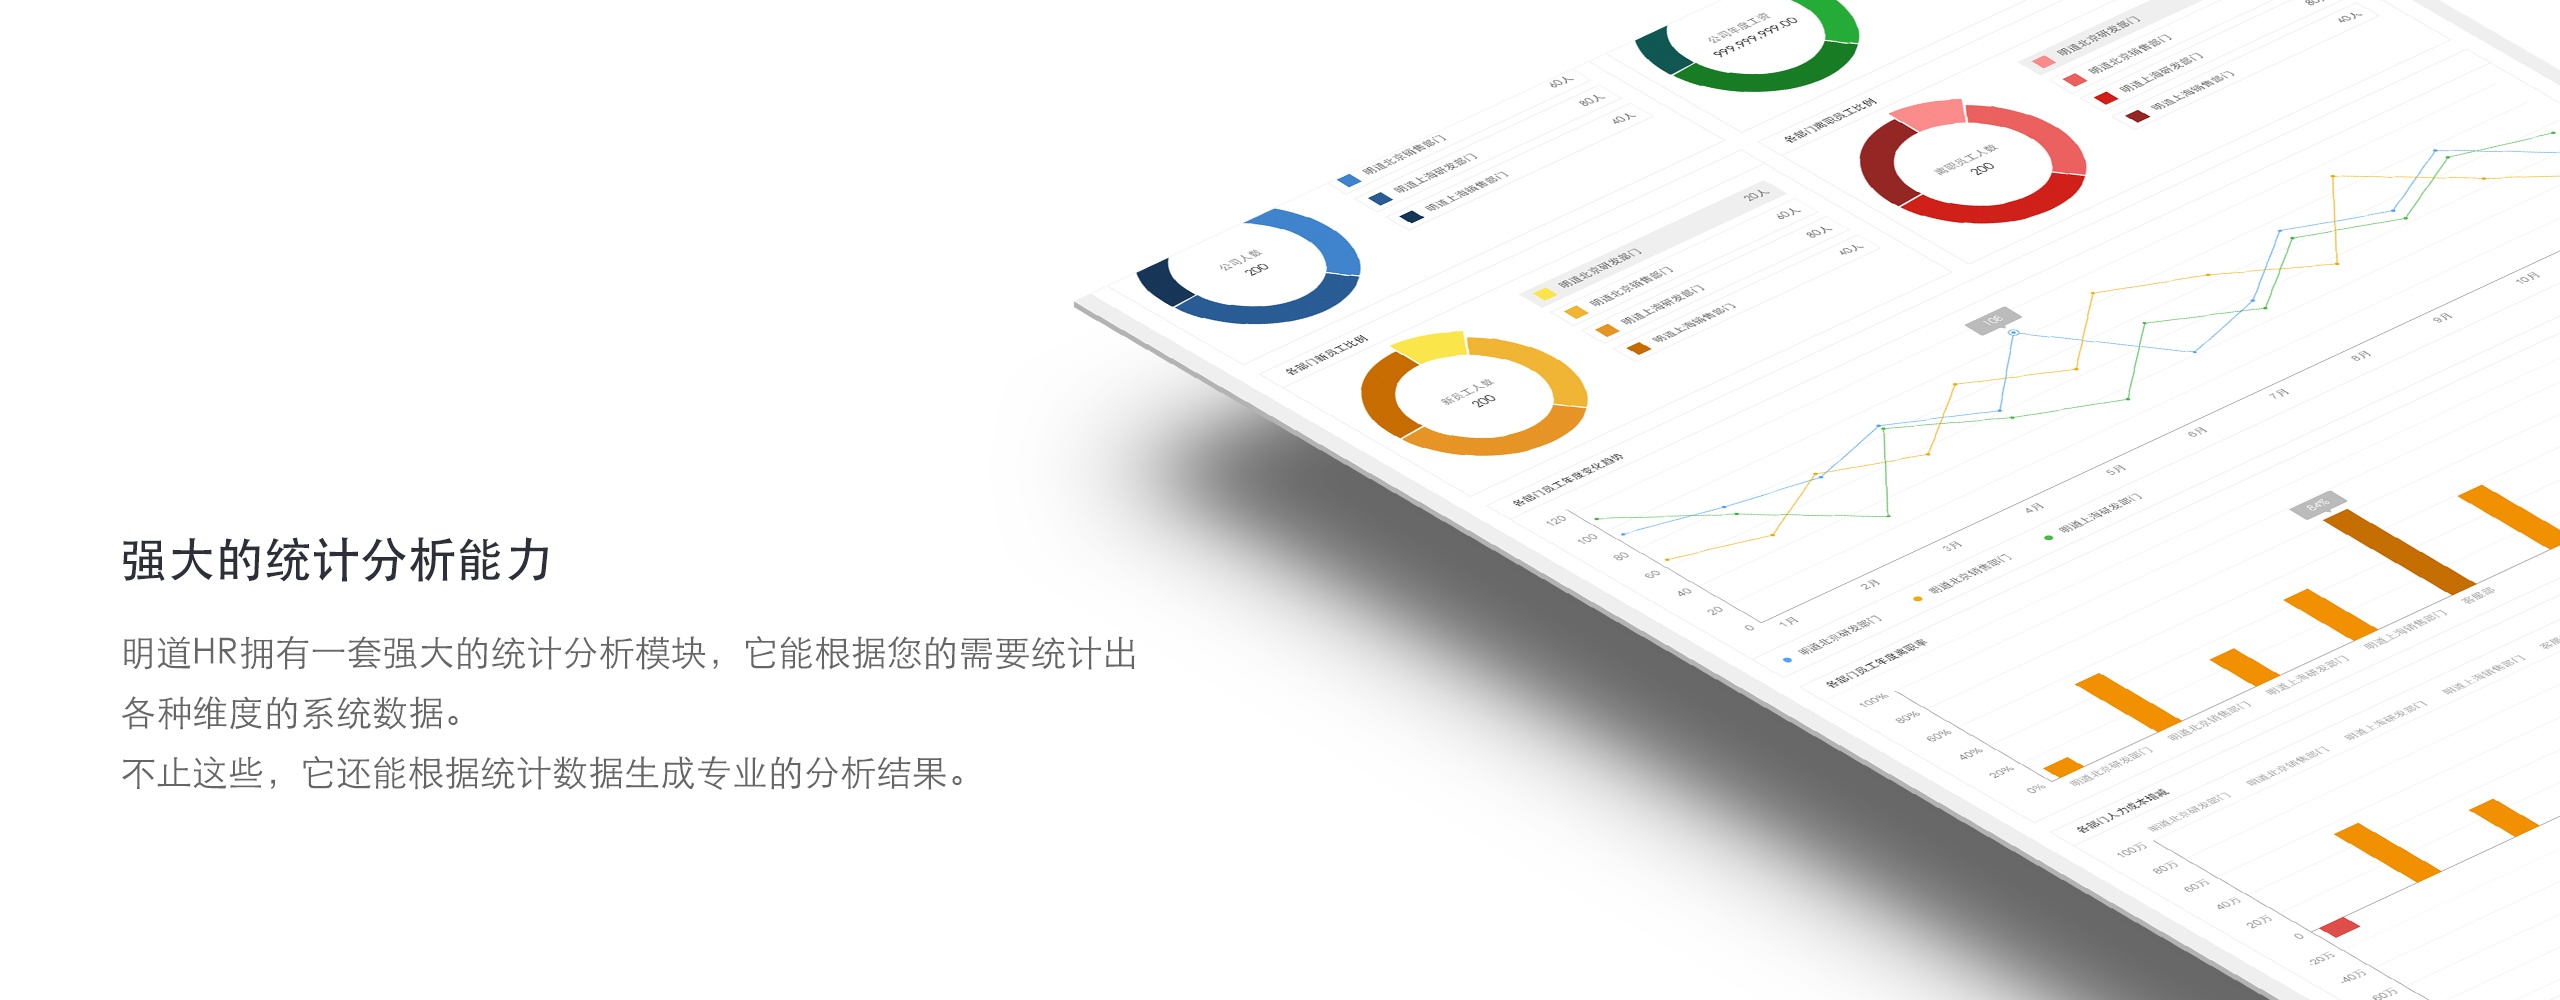 强大的统计分析能力
明道HR拥有一套强大的统计分析模块，它能根据您的需要统计出
各种维度的系统数据。
不止这些，它还能根据统计数据生成专业的分析结果。
公司人数
200
明道北京销售部门 60人
明道上海研发部门 80人
明道上海销售部门 40人
公司年度工资
999,999,999.00
各部门新员工比例
新员工人数
200
明道北京研发部门 20人
明道北京销售部门 60人
明道上海研发部门 80人
明道上海销售部门 40人
各部门离职员工比例
离职员工人数
200
明道北京研发部门
明道北京销售部门
明道上海研发部门 80人
明道上海销售部门 40人
各部门员工年度变化趋势
120
100
80
60
40
20
0
108
1月 2月 3月 4月 5月 6月 7月 8月 9月 10月
明道北京研发部门 明道北京销售部门 明道上海研发部门
各部门员工年度离职率
100%
80%
60%
40%
20%
0%
84%
明道北京研发部门 明道北京销售部门 明道上海研发部门 明道上海销售部门 客服部
各部门人力成本增减
明道北京研发部门 明道北京销售部门 明道上海研发部门 明道上海销售部门
100万
80万
60万
40万
20万
0
-20万
-40万